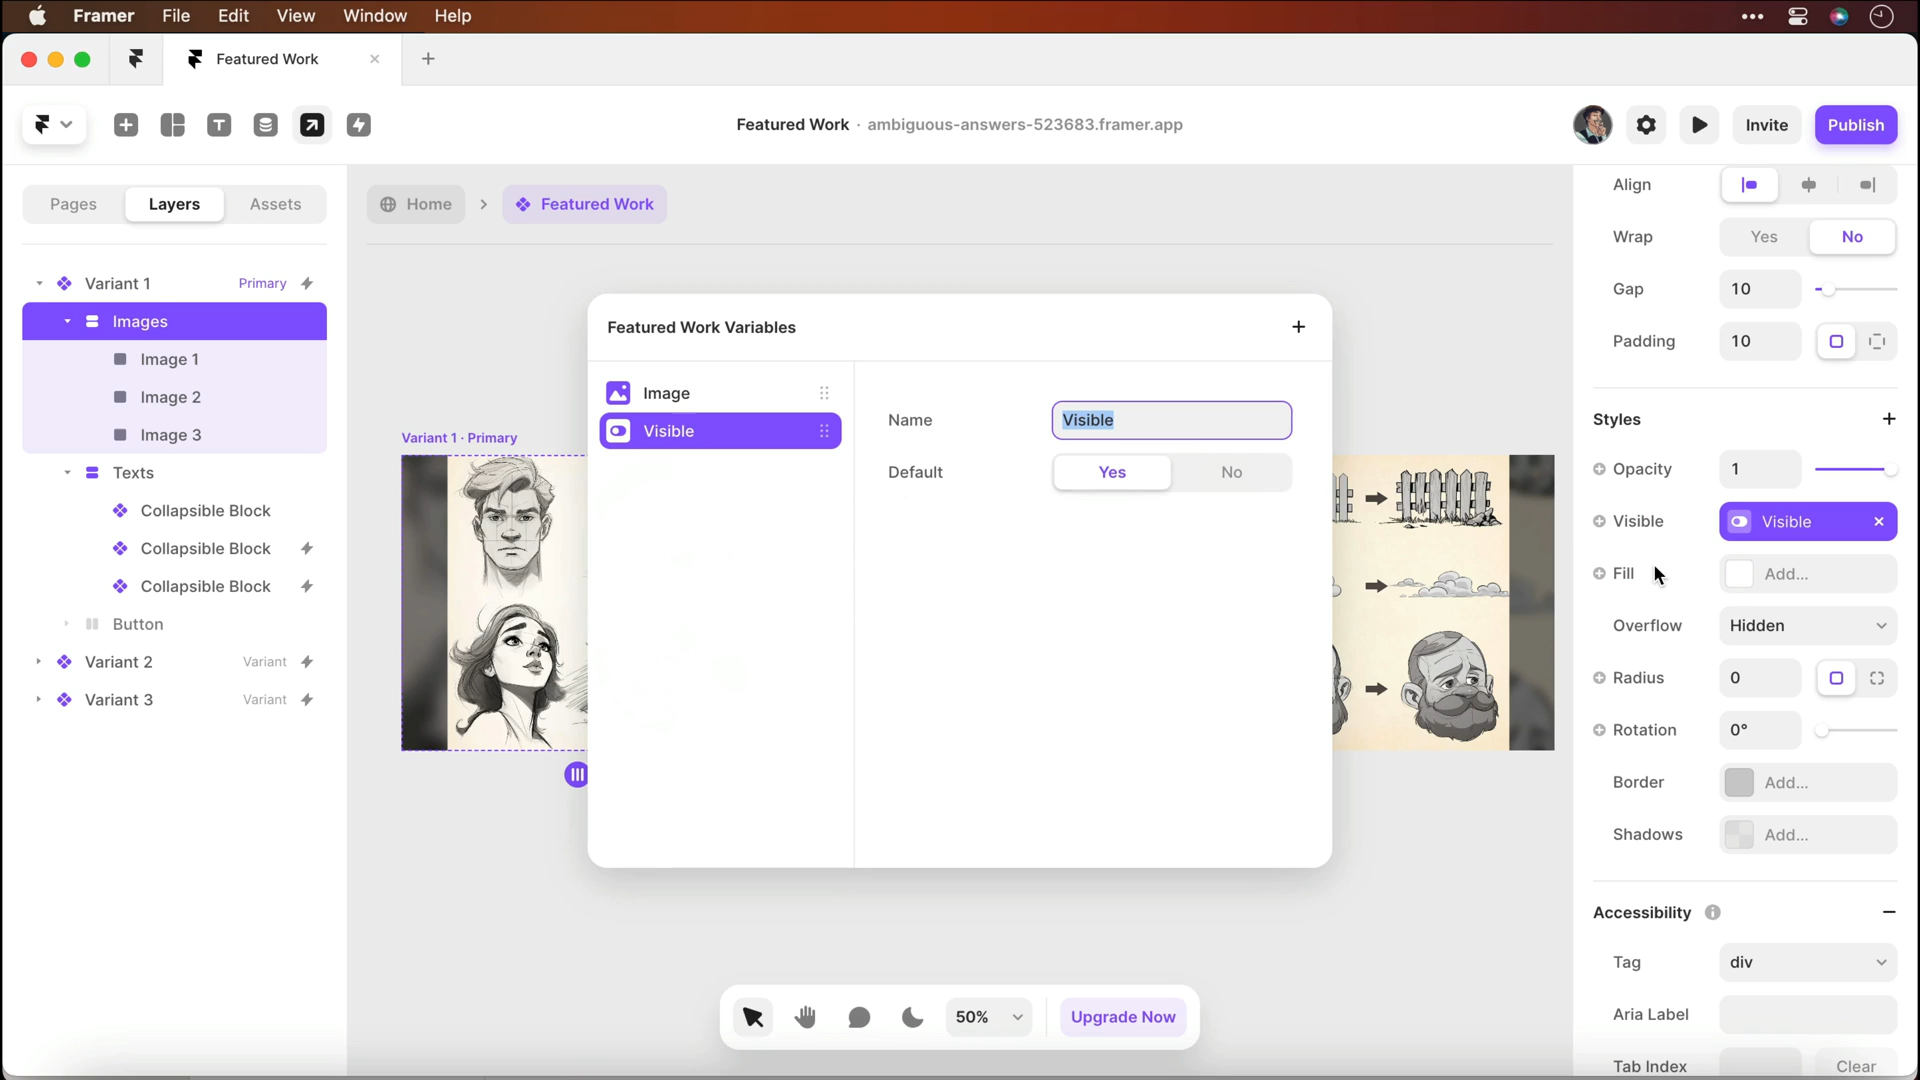 Framer File Edit View Window Help
Featured Work
Featured Work · ambiguous-answers-523683.framer.app
Invite
Publish
Pages Layers Assets
Home
Featured Work
Variant 1 Primary
Images
Image 1
Image 2
Image 3
Texts
Collapsible Block
Collapsible Block
Collapsible Block
Button
Variant 2 Variant
Variant 3 Variant
Variant 1 · Primary
Featured Work Variables
Image
Visible
Name Visible
Default Yes No
50%
Upgrade Now
Align
Wrap Yes No
Gap 10
Padding 10
Styles
Opacity 1
Visible Visible
Fill Add...
Overflow Hidden
Radius 0
Rotation 0°
Border Add...
Shadows Add...
Accessibility
Tag div
Aria Label
Tab Index Clear